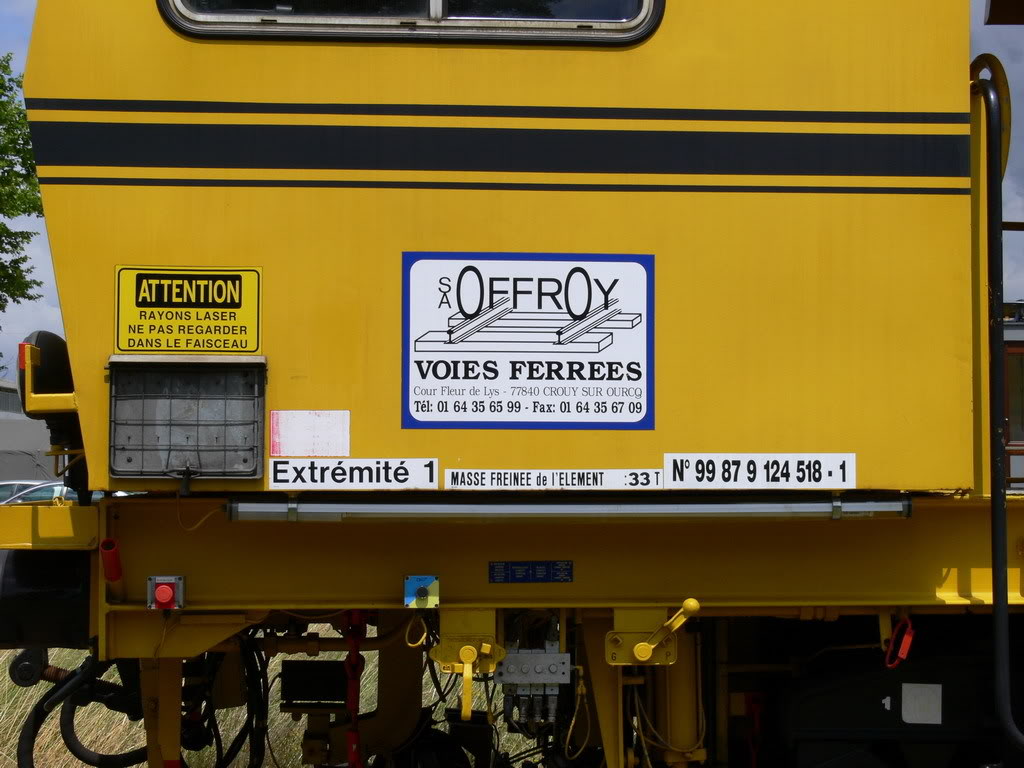 ATTENTION
RAYONS LASER
NE PAS REGARDER
DANS LE FAISCEAU
SA OFFROY
VOIES FERREES
Cour Fleur de Lys - 77840 CROUY SUR OURCQ
Tél: 01 64 35 65 99 - Fax: 01 64 35 67 09
Extrémité 1
MASSE FREINEE de l'ELEMENT : 33 T
N° 99 87 9 124 518 - 1